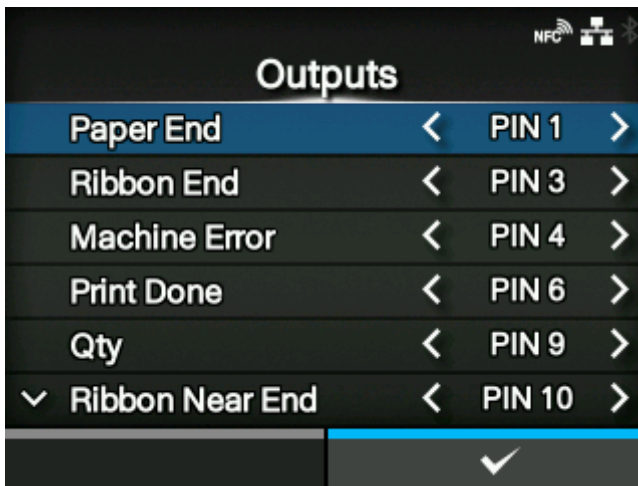 NFC
Outputs
Paper End PIN 1
Ribbon End PIN 3
Machine Error PIN 4
Print Done PIN 6
Qty PIN 9
Ribbon Near End PIN 10